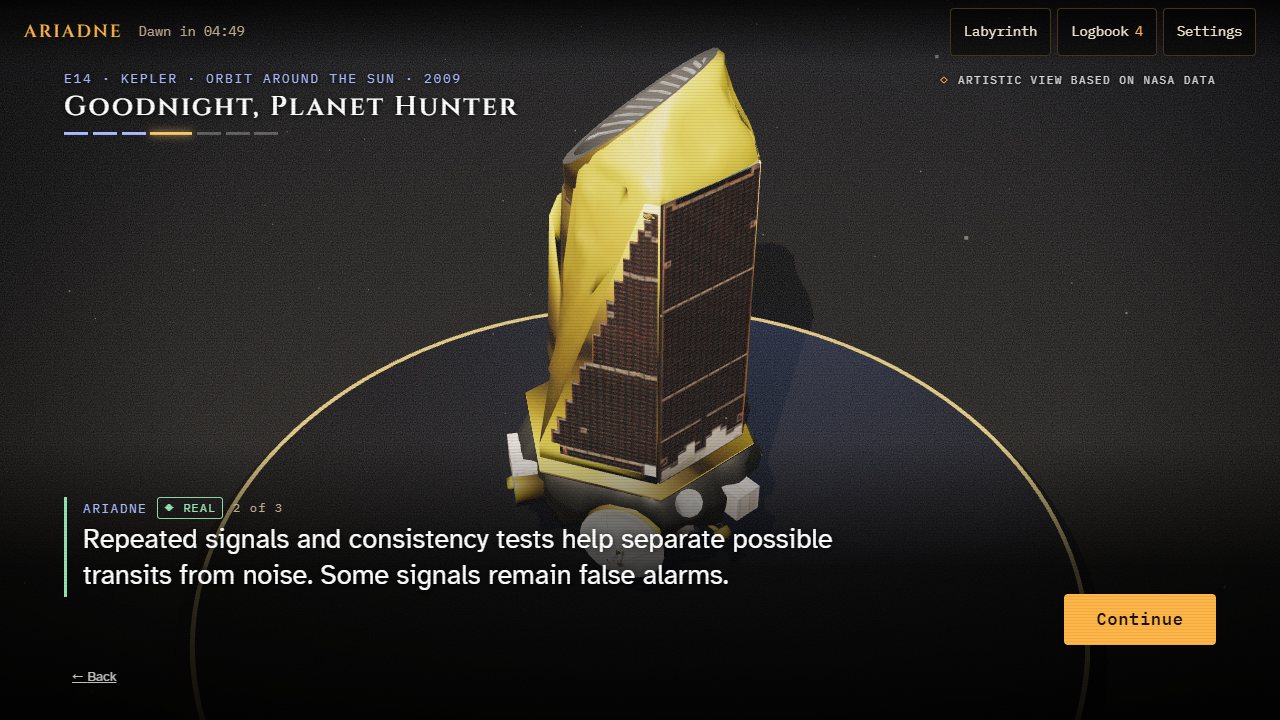 ARIADNE Dawn in 04:49
Labyrinth Logbook 4 Settings
E14 · KEPLER · ORBIT AROUND THE SUN · 2009
◇ ARTISTIC VIEW BASED ON NASA DATA
GOODNIGHT, PLANET HUNTER
ARIADNE ◆ REAL 2 of 3
Repeated signals and consistency tests help separate possible
transits from noise. Some signals remain false alarms.
Continue
← Back